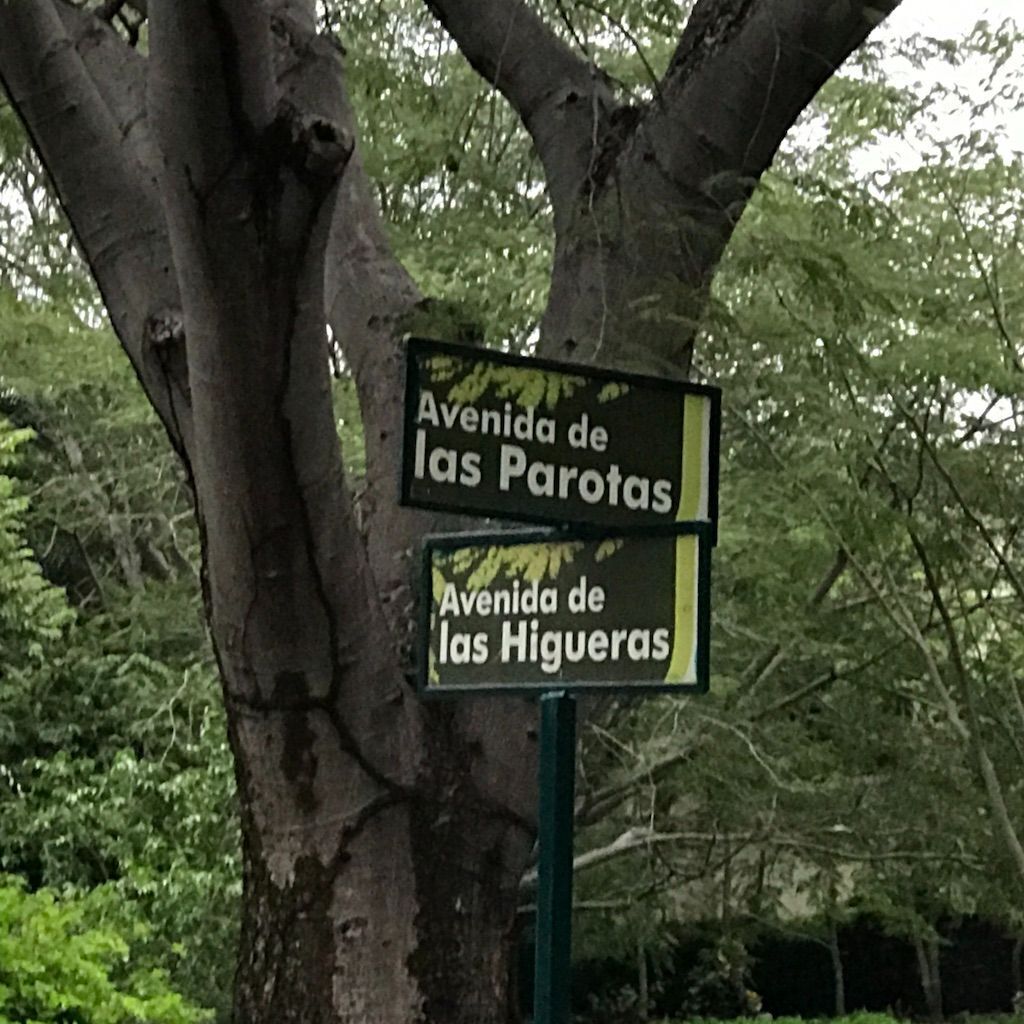 Avenida de
las Parotas
Avenida de
las Higueras